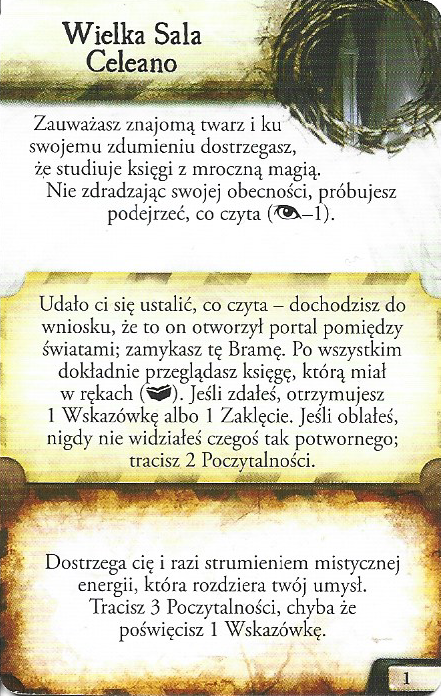 Wielka Sala
Celeano
Zauważasz znajomą twarz i ku
swojemu zdumieniu dostrzegasz,
że studiuje księgi z mroczną magią.
Nie zdradzając swojej obecności, próbujesz
podejrzeć, co czyta (–1).
Udało ci się ustalić, co czyta – dochodzisz do
wniosku, że to on otworzył portal pomiędzy
światami; zamykasz tę Bramę. Po wszystkim
dokładnie przeglądasz księgę, którą miał
w rękach (). Jeśli zdałeś, otrzymujesz
1 Wskazówkę albo 1 Zaklęcie. Jeśli oblałeś,
nigdy nie widziałeś czegoś tak potwornego;
tracisz 2 Poczytalności.
Dostrzega cię i razi strumieniem mistycznej
energii, która rozdziera twój umysł.
Tracisz 3 Poczytalności, chyba że
poświęcisz 1 Wskazówkę.
1